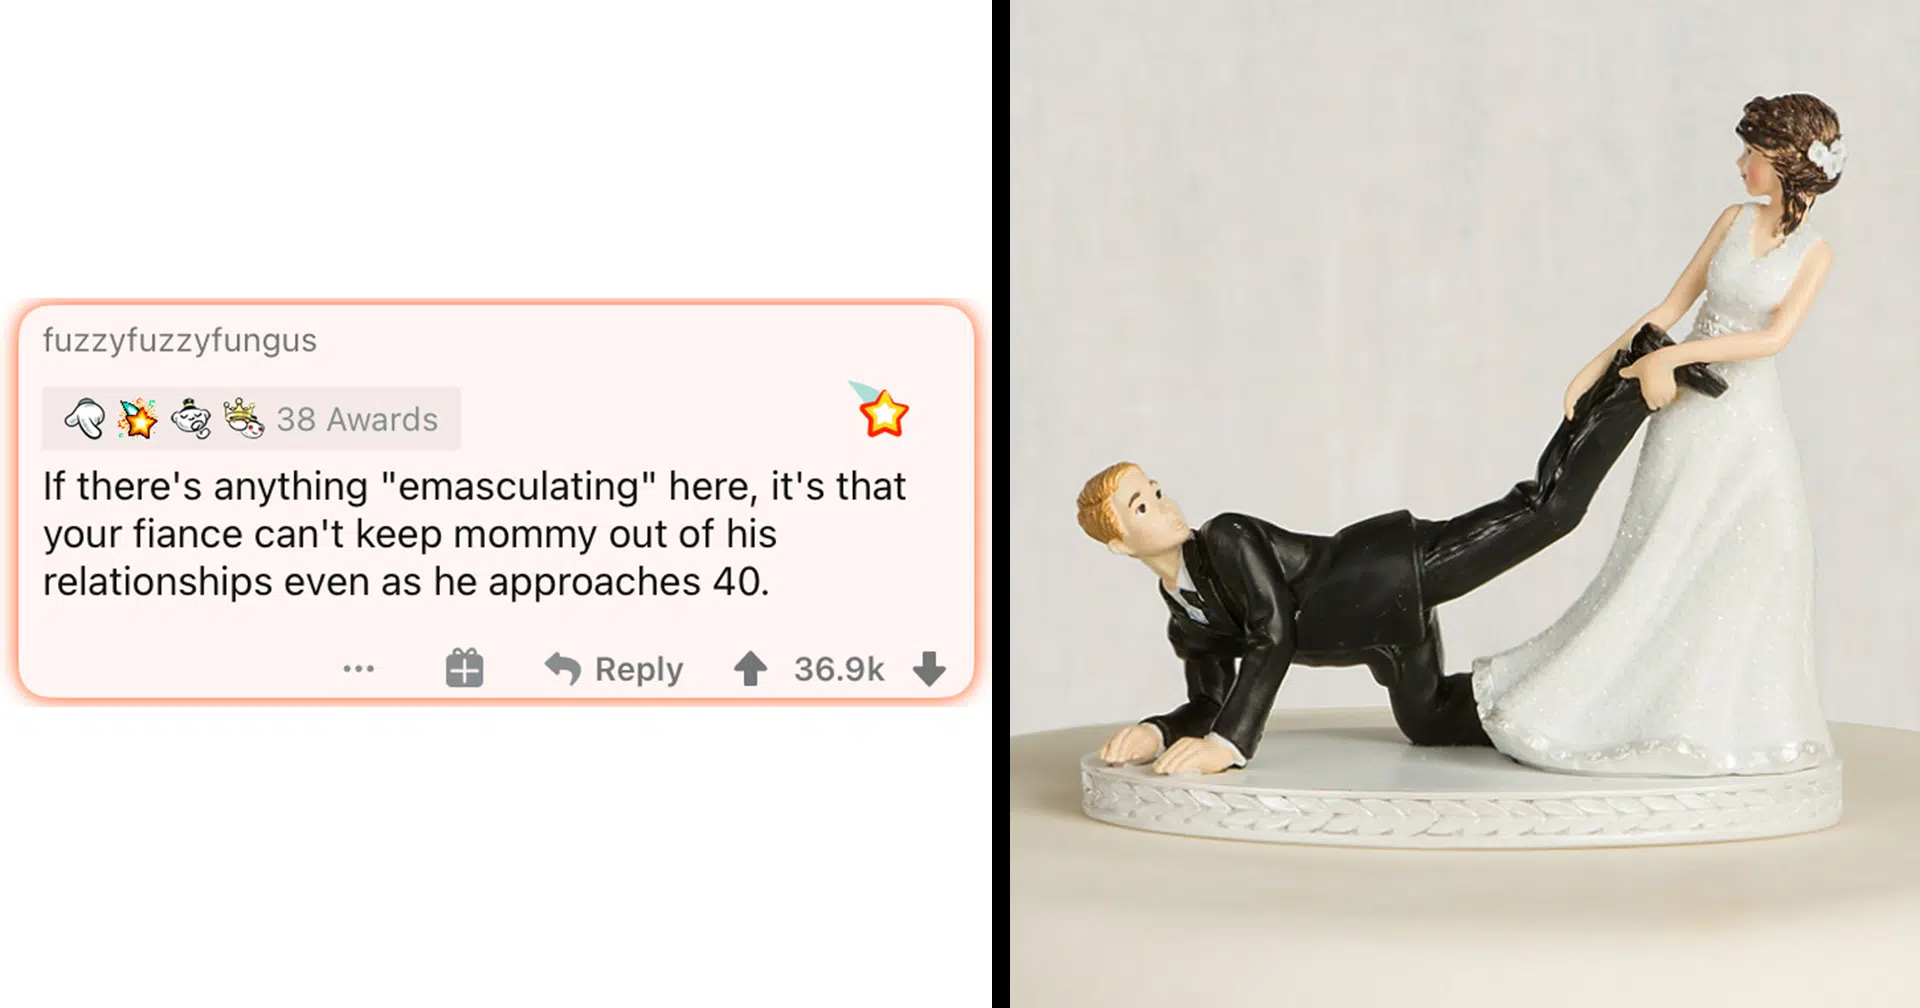 fuzzyfuzzyfungus
38 Awards
If there's anything "emasculating" here, it's that
your fiance can't keep mommy out of his
relationships even as he approaches 40.
... Reply 36.9k